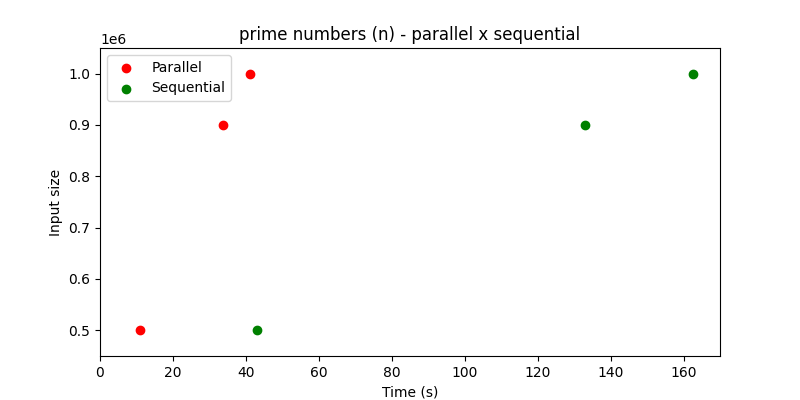 prime numbers (n) - parallel x sequential
1e6
Parallel
Sequential
1.0
0.9
0.8
0.7
0.6
0.5
Input size
0 20 40 60 80 100 120 140 160
Time (s)